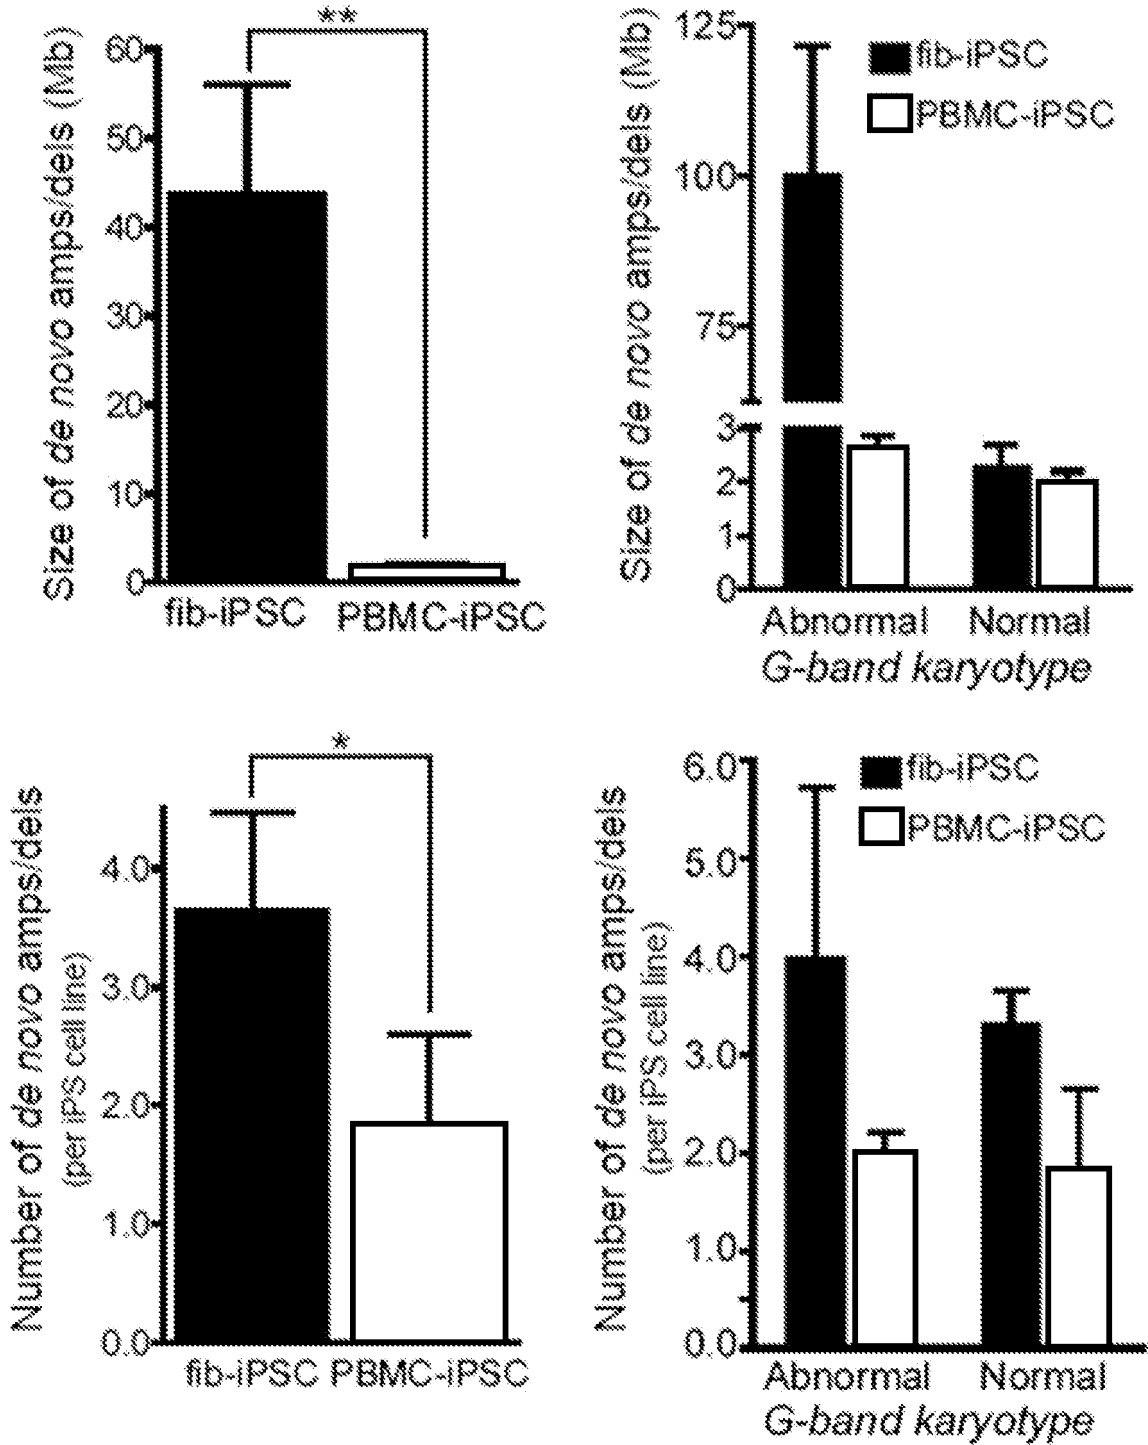 **
Size of de novo amps/dels (Mb)
60
50
40
30
20
10
0
fib-iPSC
PBMC-iPSC
Size of de novo amps/dels (Mb)
125
100
75
3
2
1
0
fib-iPSC
PBMC-iPSC
Abnormal
Normal
G-band karyotype
*
Number of de novo amps/dels
(per iPS cell line)
4.0
3.0
2.0
1.0
0.0
fib-iPSC
PBMC-iPSC
Number of de novo amps/dels
(per iPS cell line)
6.0
5.0
4.0
3.0
2.0
1.0
0.0
fib-iPSC
PBMC-iPSC
Abnormal
Normal
G-band karyotype